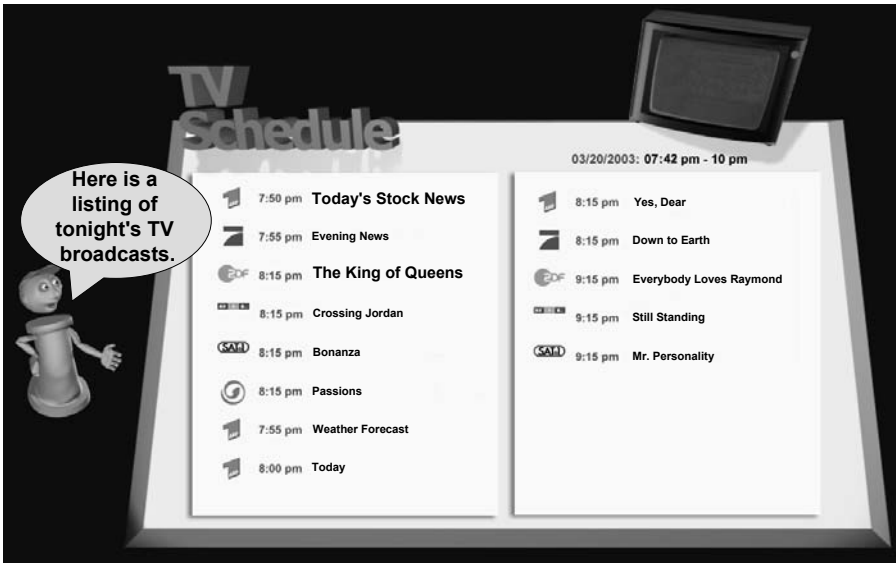 TV
Schedule
03/20/2003: 07:42 pm - 10 pm
Here is a
listing of
tonight's TV
broadcasts.
7:50 pm Today's Stock News
7:55 pm Evening News
ZDF 8:15 pm The King of Queens
8:15 pm Crossing Jordan
SAT.1 8:15 pm Bonanza
8:15 pm Passions
7:55 pm Weather Forecast
8:00 pm Today
8:15 pm Yes, Dear
8:15 pm Down to Earth
ZDF 9:15 pm Everybody Loves Raymond
9:15 pm Still Standing
SAT.1 9:15 pm Mr. Personality